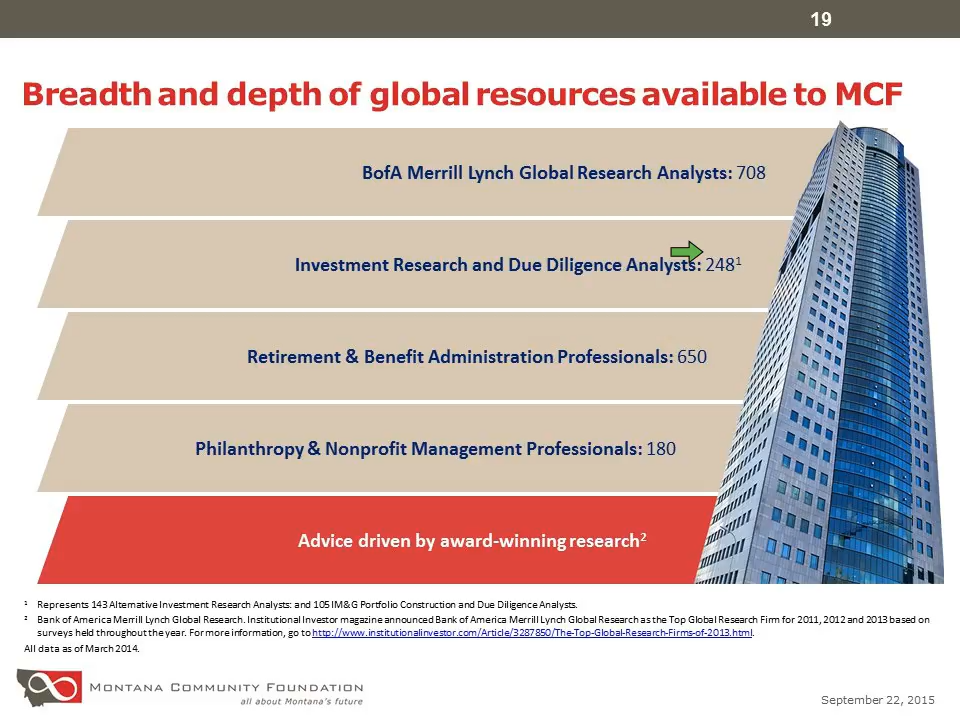 19
Breadth and depth of global resources available to MCF
BofA Merrill Lynch Global Research Analysts: 708
Investment Research and Due Diligence Analysts: 248¹
Retirement & Benefit Administration Professionals: 650
Philanthropy & Nonprofit Management Professionals: 180
Advice driven by award-winning research²
¹ Represents 143 Alternative Investment Research Analysts: and 105 IM&G Portfolio Construction and Due Diligence Analysts.
² Bank of America Merrill Lynch Global Research. Institutional Investor magazine announced Bank of America Merrill Lynch Global Research as the Top Global Research Firm for 2011, 2012 and 2013 based on
surveys held throughout the year. For more information, go to http://www.institutionalinvestor.com/Article/3287850/The-Top-Global-Research-Firms-of-2013.html.
All data as of March 2014.
MONTANA COMMUNITY FOUNDATION
all about Montana's future
September 22, 2015